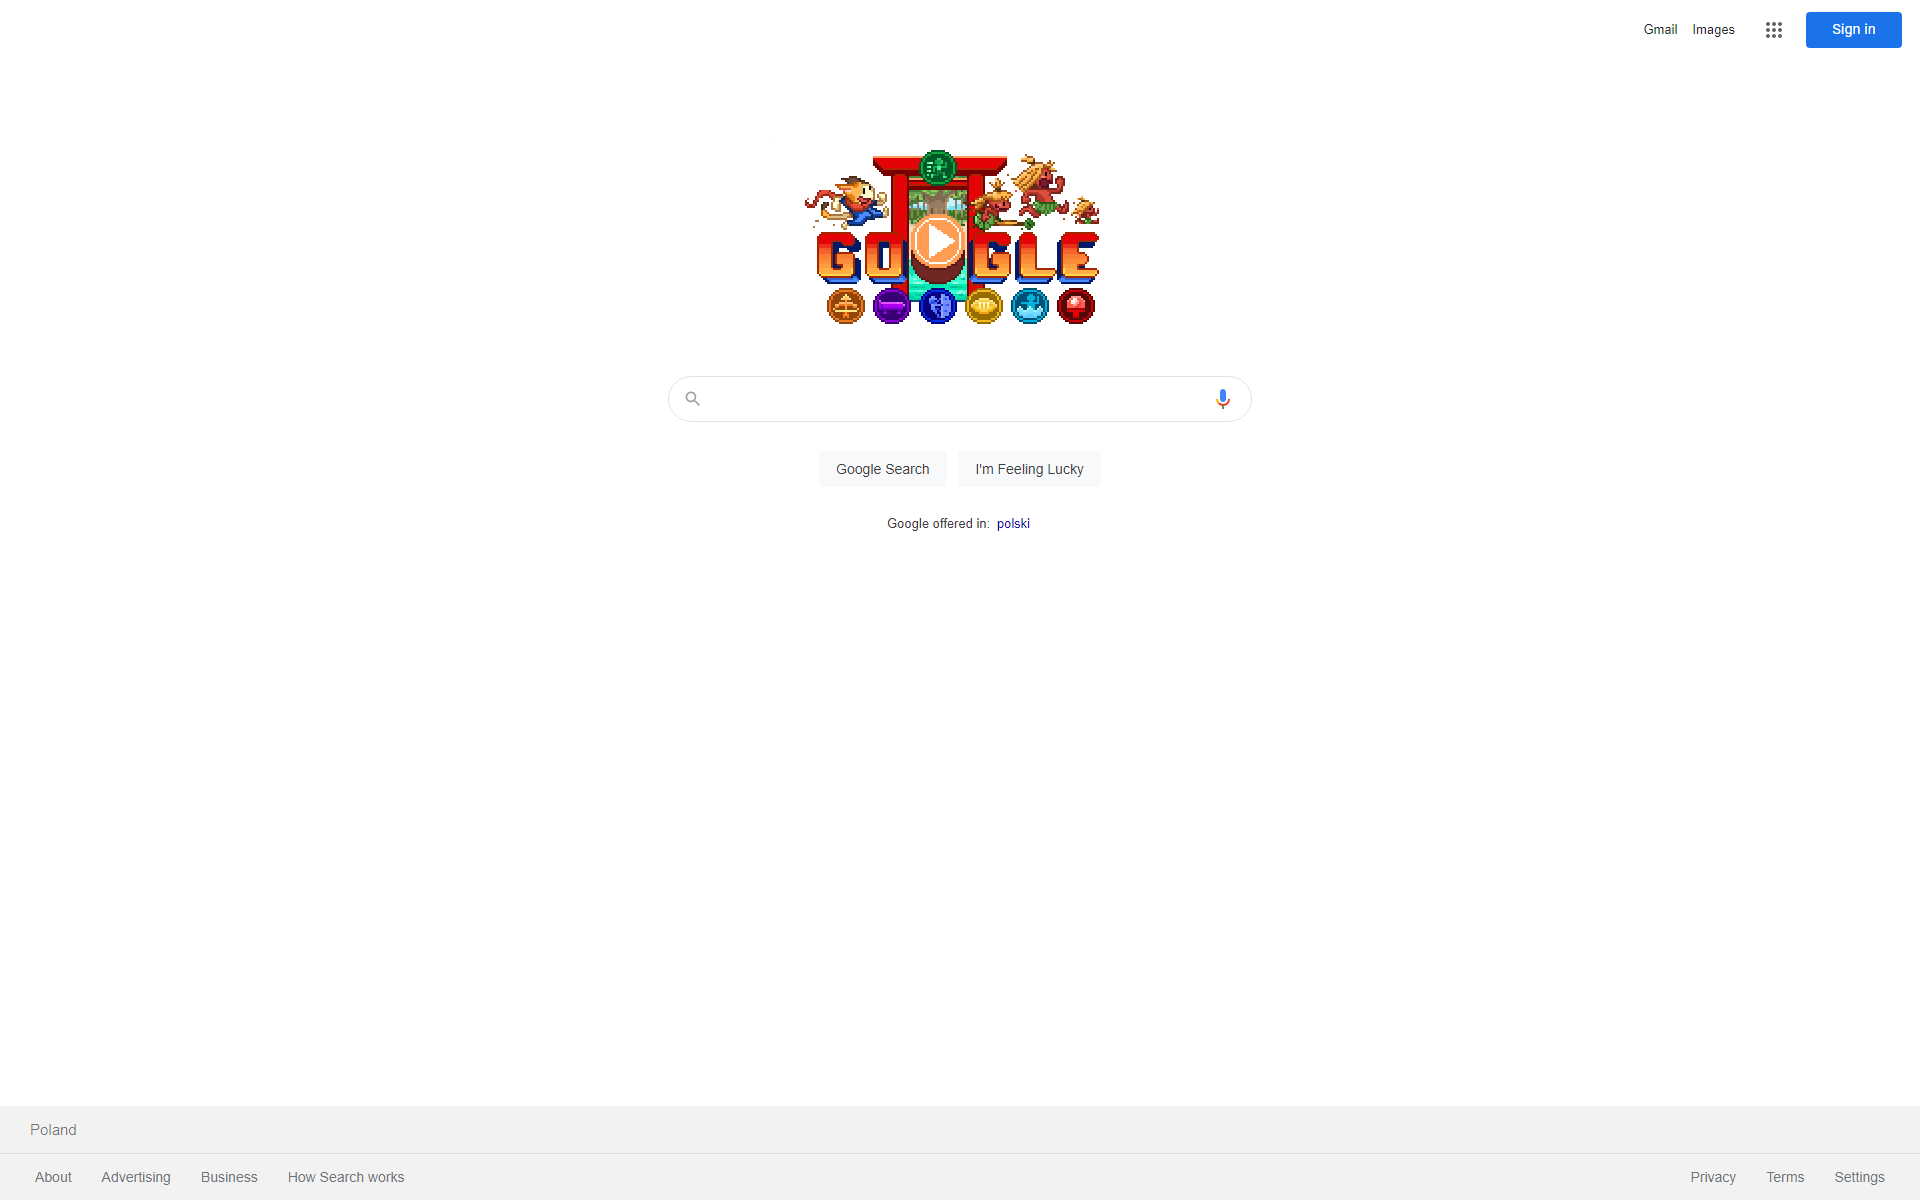 Gmail Images Sign in
GOOGLE
Google Search I'm Feeling Lucky
Google offered in: polski
Poland
About Advertising Business How Search works Privacy Terms Settings